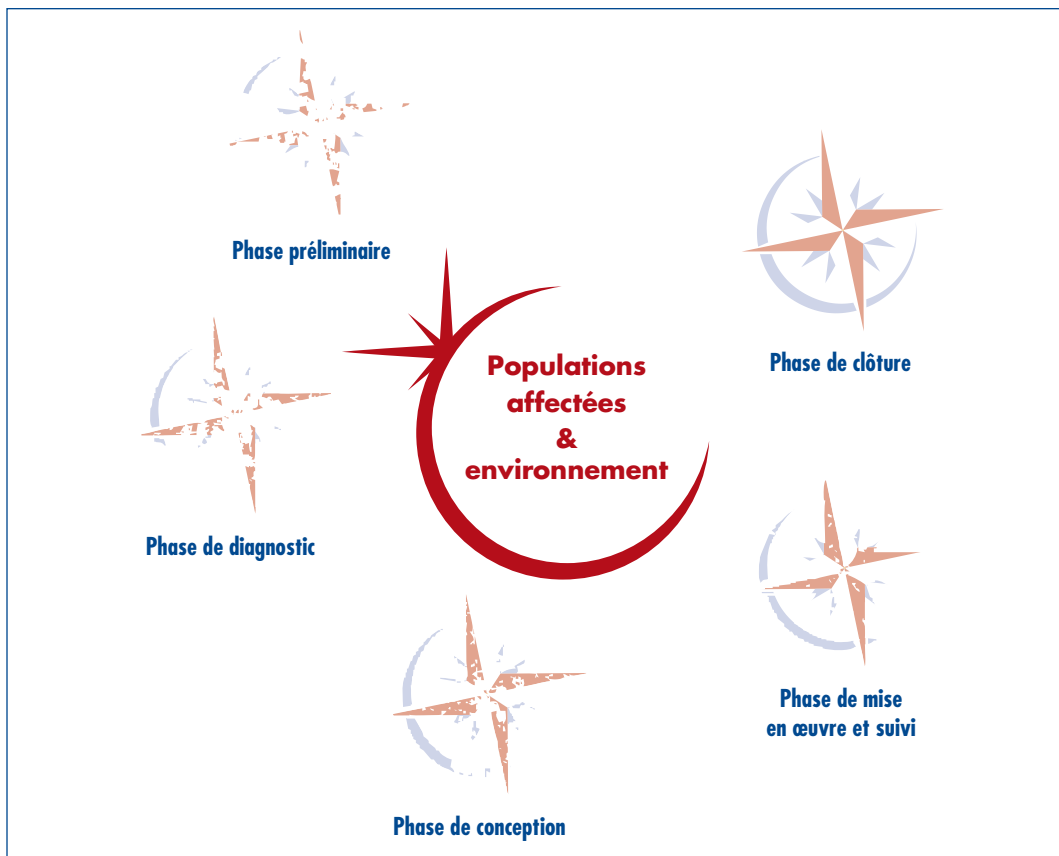 Phase préliminaire
Phase de clôture
Populations
affectées
&
environnement
Phase de diagnostic
Phase de mise
en œuvre et suivi
Phase de conception